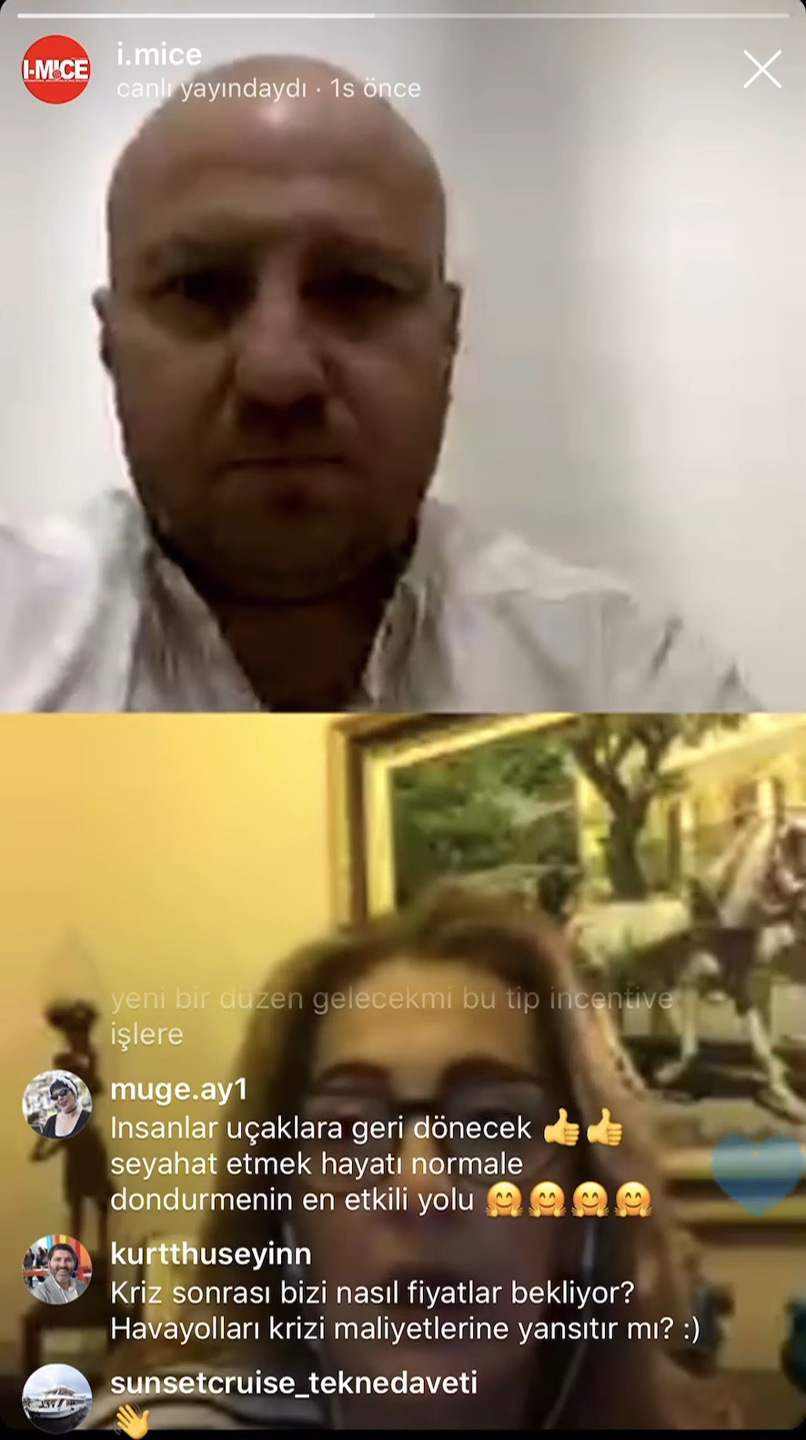 I-MICE
i.mice
canlı yayındaydı · 1s önce
yeni bir düzen gelecekmi bu tip incentive
işlere
muge.ay1
Insanlar uçaklara geri dönecek 👍👍
seyahat etmek hayatı normale
dondurmenin en etkili yolu 🤗🤗🤗🤗
kurtthuseyinn
Kriz sonrası bizi nasıl fiyatlar bekliyor?
Havayolları krizi maliyetlerine yansıtır mı? :)
sunsetcruise_teknedaveti
👋